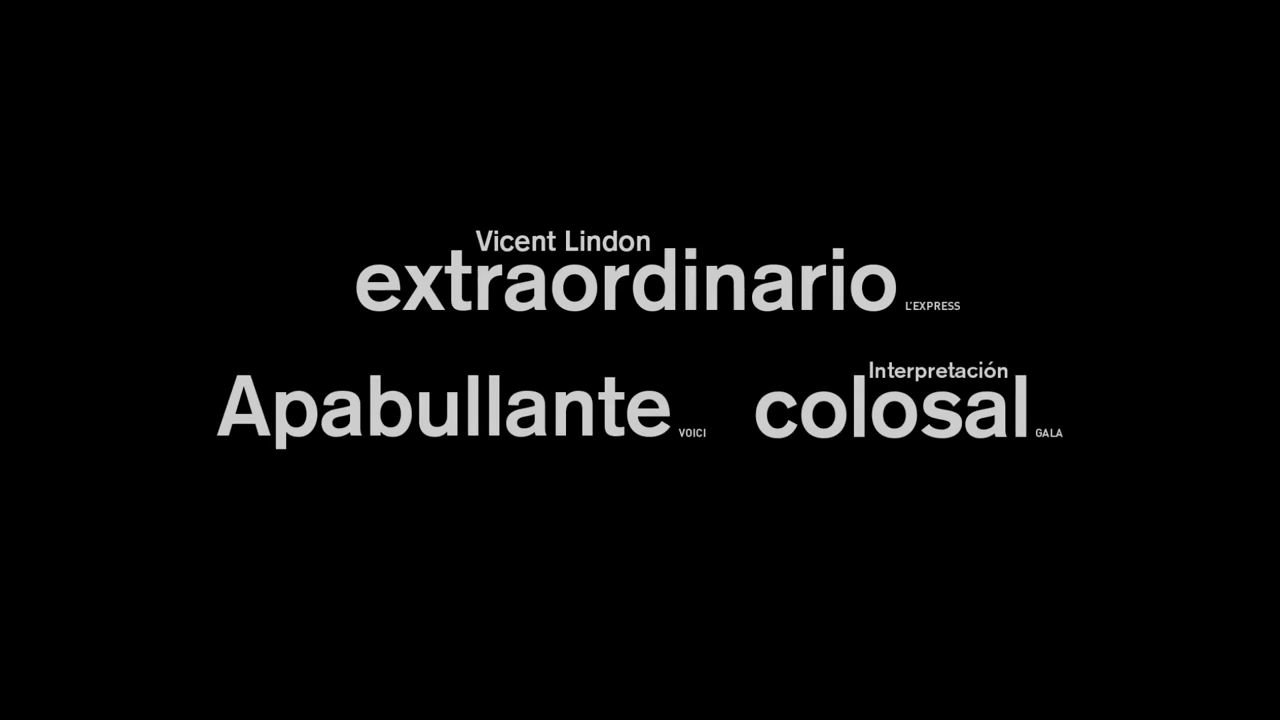 Vicent Lindon
extraordinario L'EXPRESS
Apabullante VOICI
Interpretación
colosal GALA